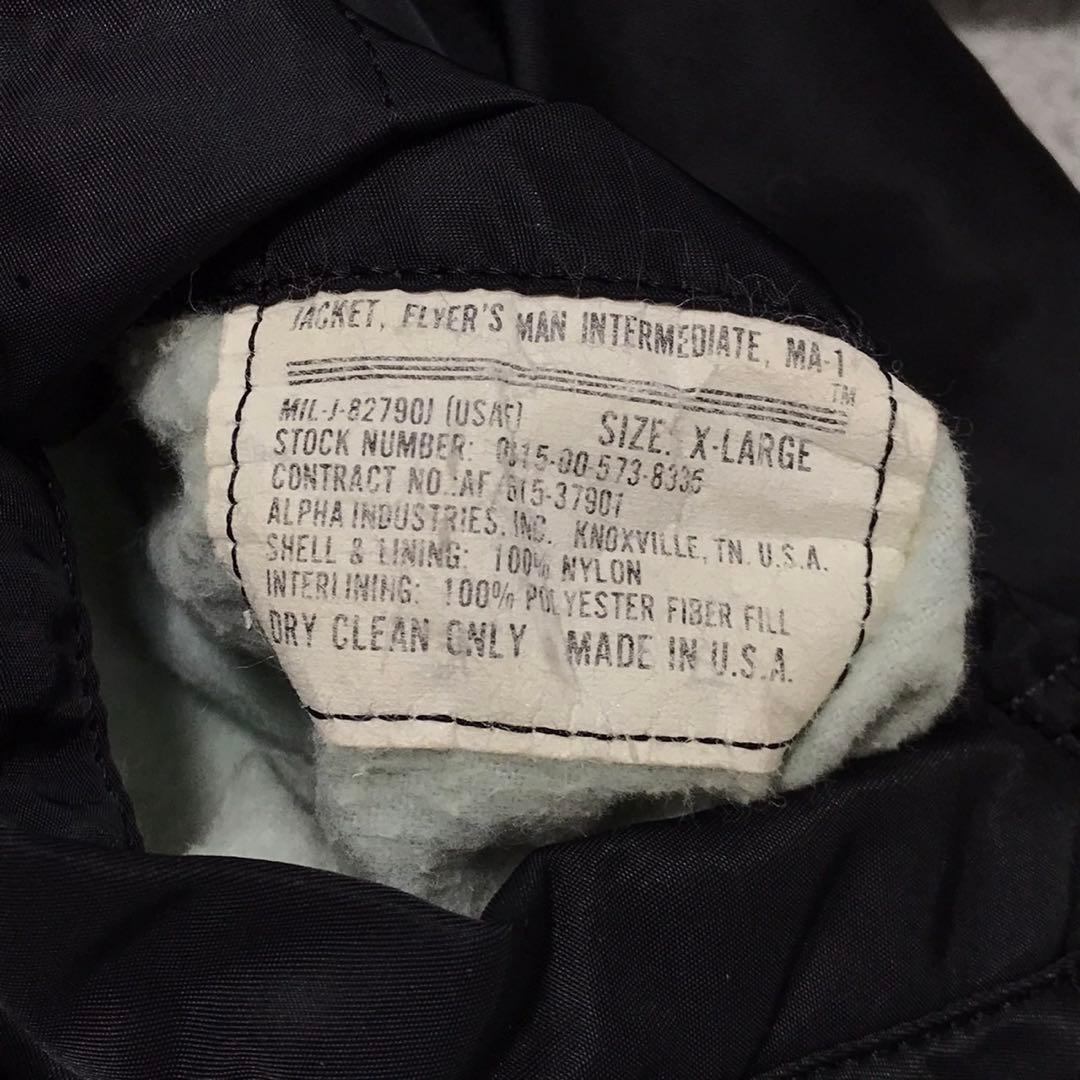 JACKET, FLYER'S MAN INTERMEDIATE, MA-1
TM
MIL-J-82790J (USAF)
SIZE: X-LARGE
STOCK NUMBER: 8415-00-573-8336
CONTRACT NO.: AF 615-37901
ALPHA INDUSTRIES, INC. KNOXVILLE, TN. U.S.A.
SHELL & LINING: 100% NYLON
INTERLINING: 100% POLYESTER FIBER FILL
DRY CLEAN ONLY MADE IN U.S.A.